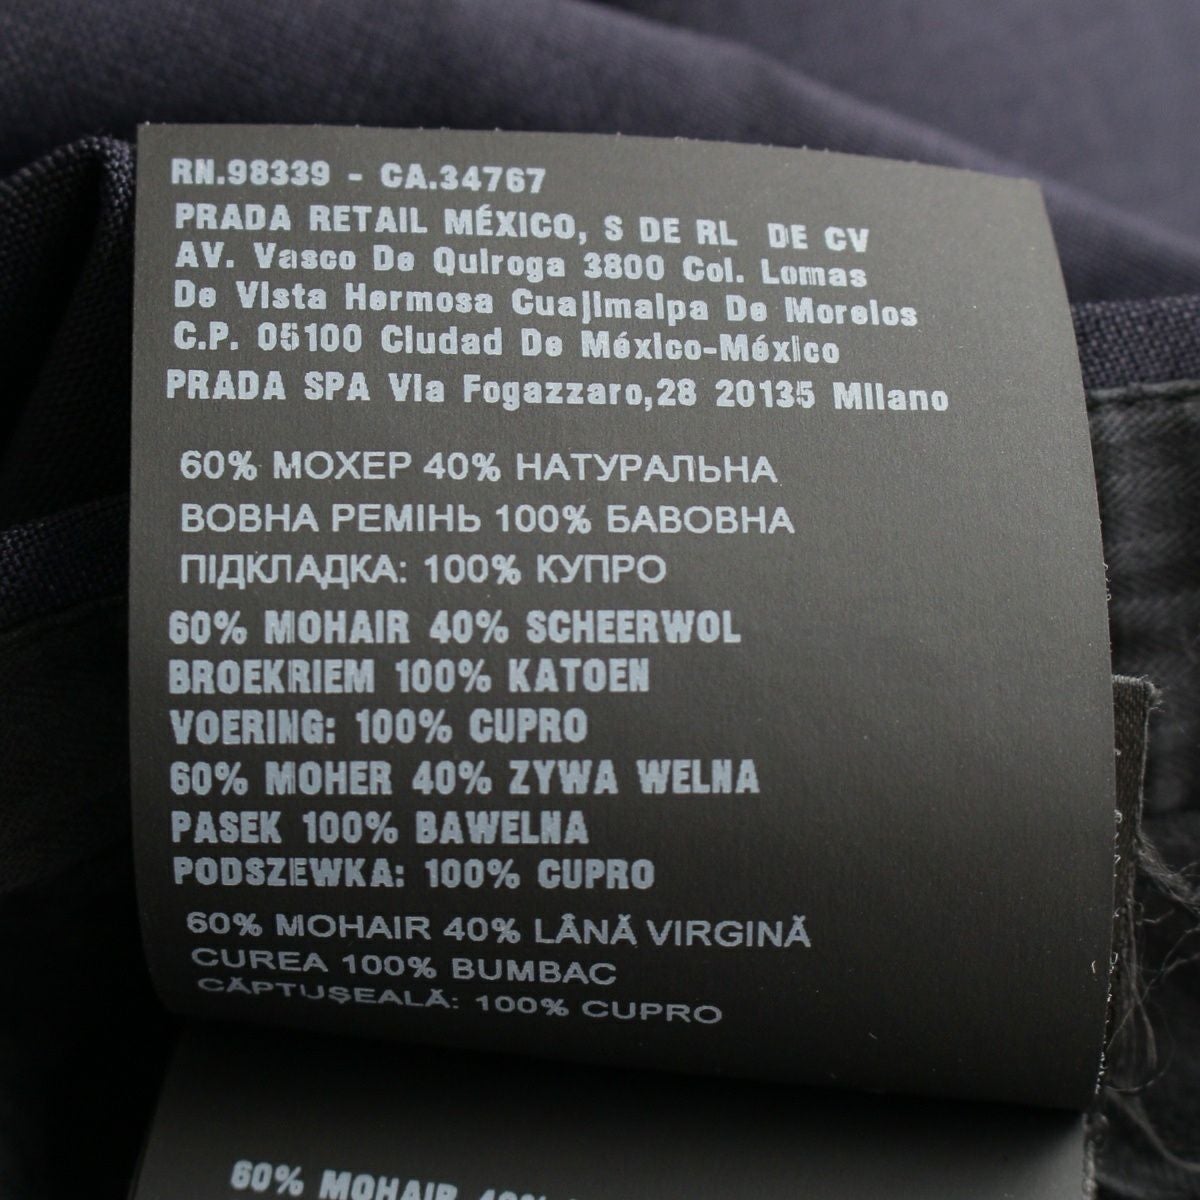 RN.98339 - CA.34767
PRADA RETAIL MÉXICO, S DE RL DE CV
AV. Vasco De Quiroga 3800 Col. Lomas
De Vista Hermosa Cuajimalpa De Morelos
C.P. 05100 Ciudad De México-México
PRADA SPA Via Fogazzaro,28 20135 Milano
60% МОХЕР 40% НАТУРАЛЬНА
ВОВНА РЕМІНЬ 100% БАВОВНА
ПІДКЛАДКА: 100% КУПРО
60% MOHAIR 40% SCHEERWOL
BROEKRIEM 100% KATOEN
VOERING: 100% CUPRO
60% MOHER 40% ZYWA WELNA
PASEK 100% BAWELNA
PODSZEWKA: 100% CUPRO
60% MOHAIR 40% LÂNĂ VIRGINĂ
CUREA 100% BUMBAC
CĂPTUŞEALĂ: 100% CUPRO
60% MOHAIR 40%